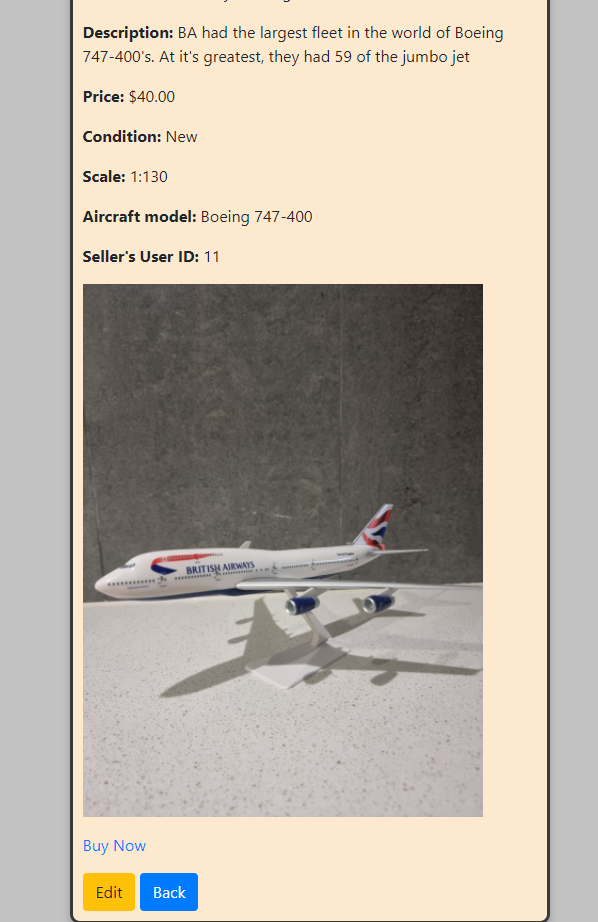 Description: BA had the largest fleet in the world of Boeing
747-400's. At it's greatest, they had 59 of the jumbo jet
Price: $40.00
Condition: New
Scale: 1:130
Aircraft model: Boeing 747-400
Seller's User ID: 11
BRITISH AIRWAYS
Buy Now
Edit
Back